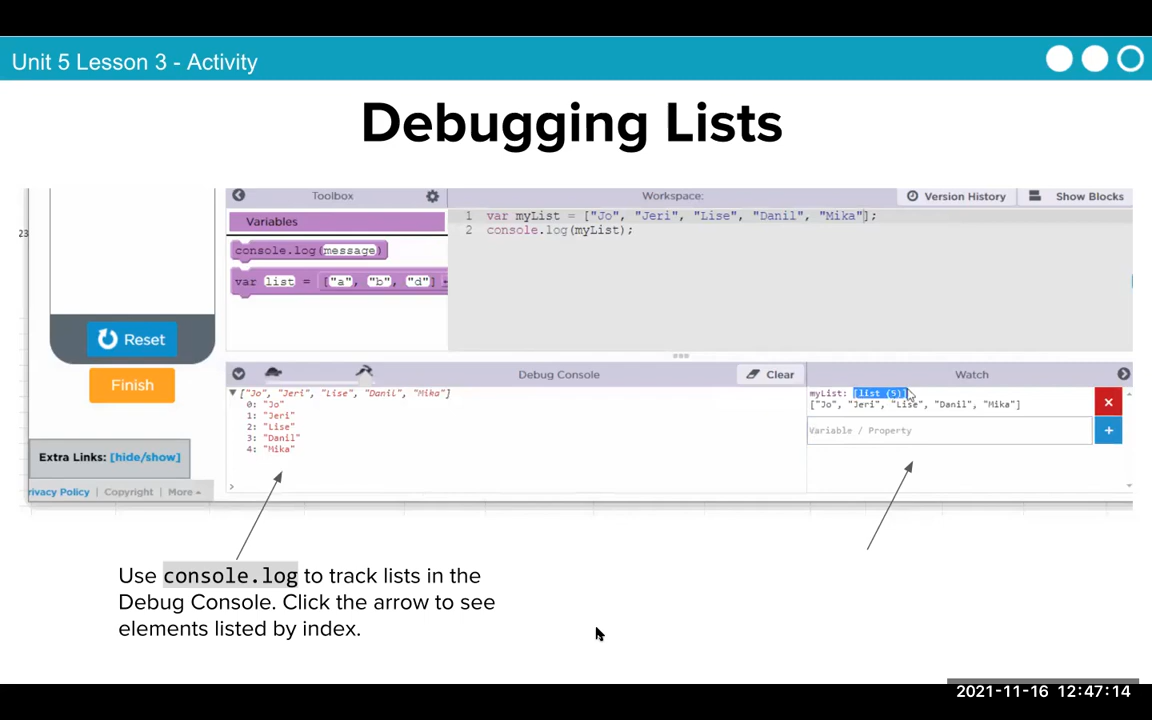 Unit 5 Lesson 3 - Activity
Debugging Lists
23
Toolbox
Workspace:
Version History
Show Blocks
Variables
console.log(message)
var list = ["a", "b", "d"]
1 var myList = ["Jo", "Jeri", "Lise", "Danil", "Mika"];
2 console.log(myList);
Reset
Finish
Extra Links: [hide/show]
rivacy Policy | Copyright | More
Debug Console
Clear
["Jo", "Jeri", "Lise", "Danil", "Mika"]
0: "Jo"
1: "Jeri"
2: "Lise"
3: "Danil"
4: "Mika"
>
Watch
myList: [list (5)]
["Jo", "Jeri", "Lise", "Danil", "Mika"]
Variable / Property
Use console.log to track lists in the
Debug Console. Click the arrow to see
elements listed by index.
2021-11-16 12:47:14